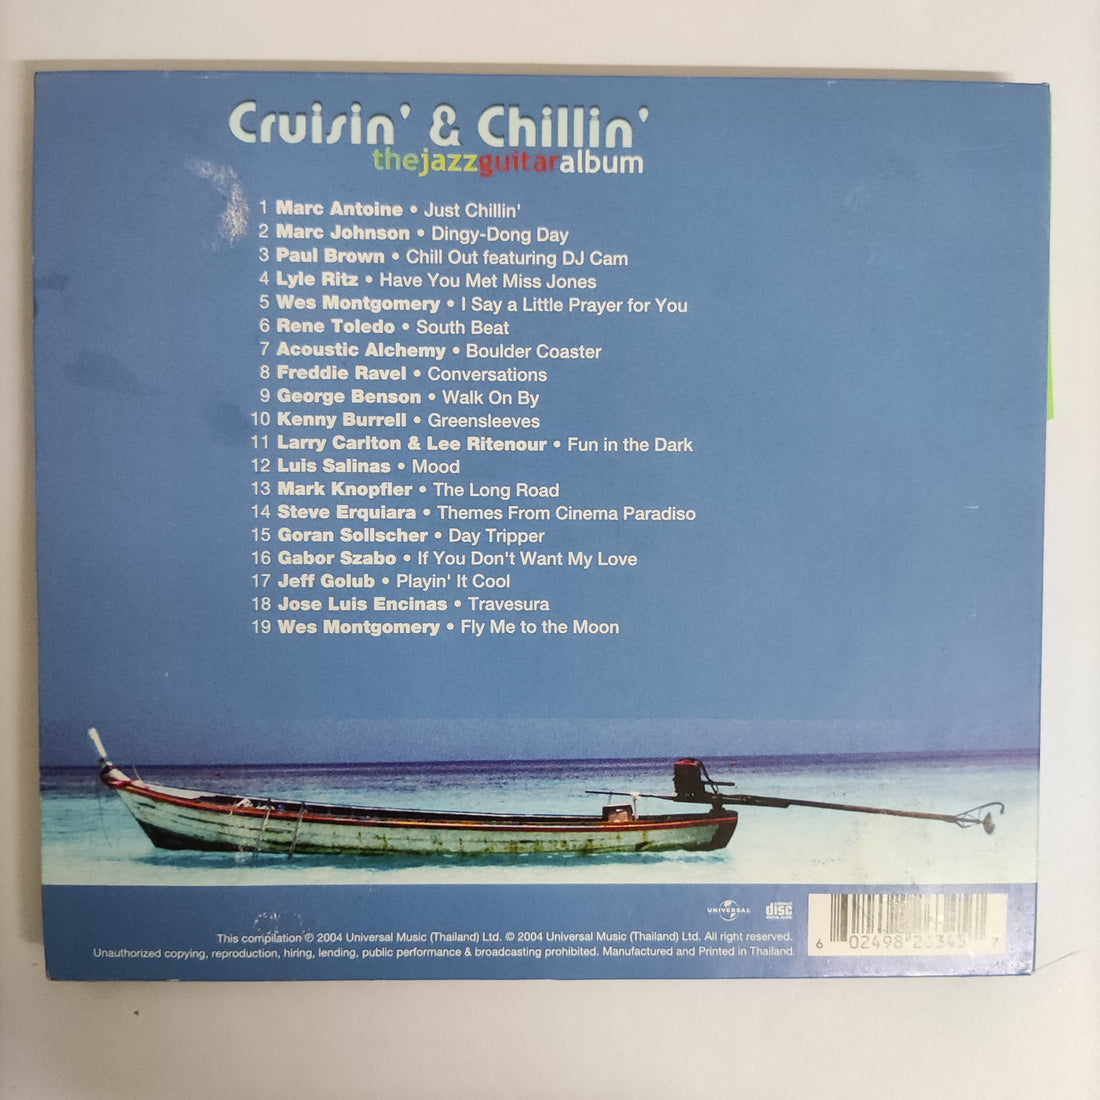 Cruisin' & Chillin'
thejazzguitaralbum
1 Marc Antoine • Just Chillin'
2 Marc Johnson • Dingy-Dong Day
3 Paul Brown • Chill Out featuring DJ Cam
4 Lyle Ritz • Have You Met Miss Jones
5 Wes Montgomery • I Say a Little Prayer for You
6 Rene Toledo • South Beat
7 Acoustic Alchemy • Boulder Coaster
8 Freddie Ravel • Conversations
9 George Benson • Walk On By
10 Kenny Burrell • Greensleeves
11 Larry Carlton & Lee Ritenour • Fun in the Dark
12 Luis Salinas • Mood
13 Mark Knopfler • The Long Road
14 Steve Erquiara • Themes From Cinema Paradiso
15 Goran Sollscher • Day Tripper
16 Gabor Szabo • If You Don't Want My Love
17 Jeff Golub • Playin' It Cool
18 Jose Luis Encinas • Travesura
19 Wes Montgomery • Fly Me to the Moon
UNIVERSAL
disc
This compilation ℗ 2004 Universal Music (Thailand) Ltd. © 2004 Universal Music (Thailand) Ltd. All right reserved.
Unauthorized copying, reproduction, hiring, lending, public performance & broadcasting prohibited. Manufactured and Printed in Thailand.
6 02498 7